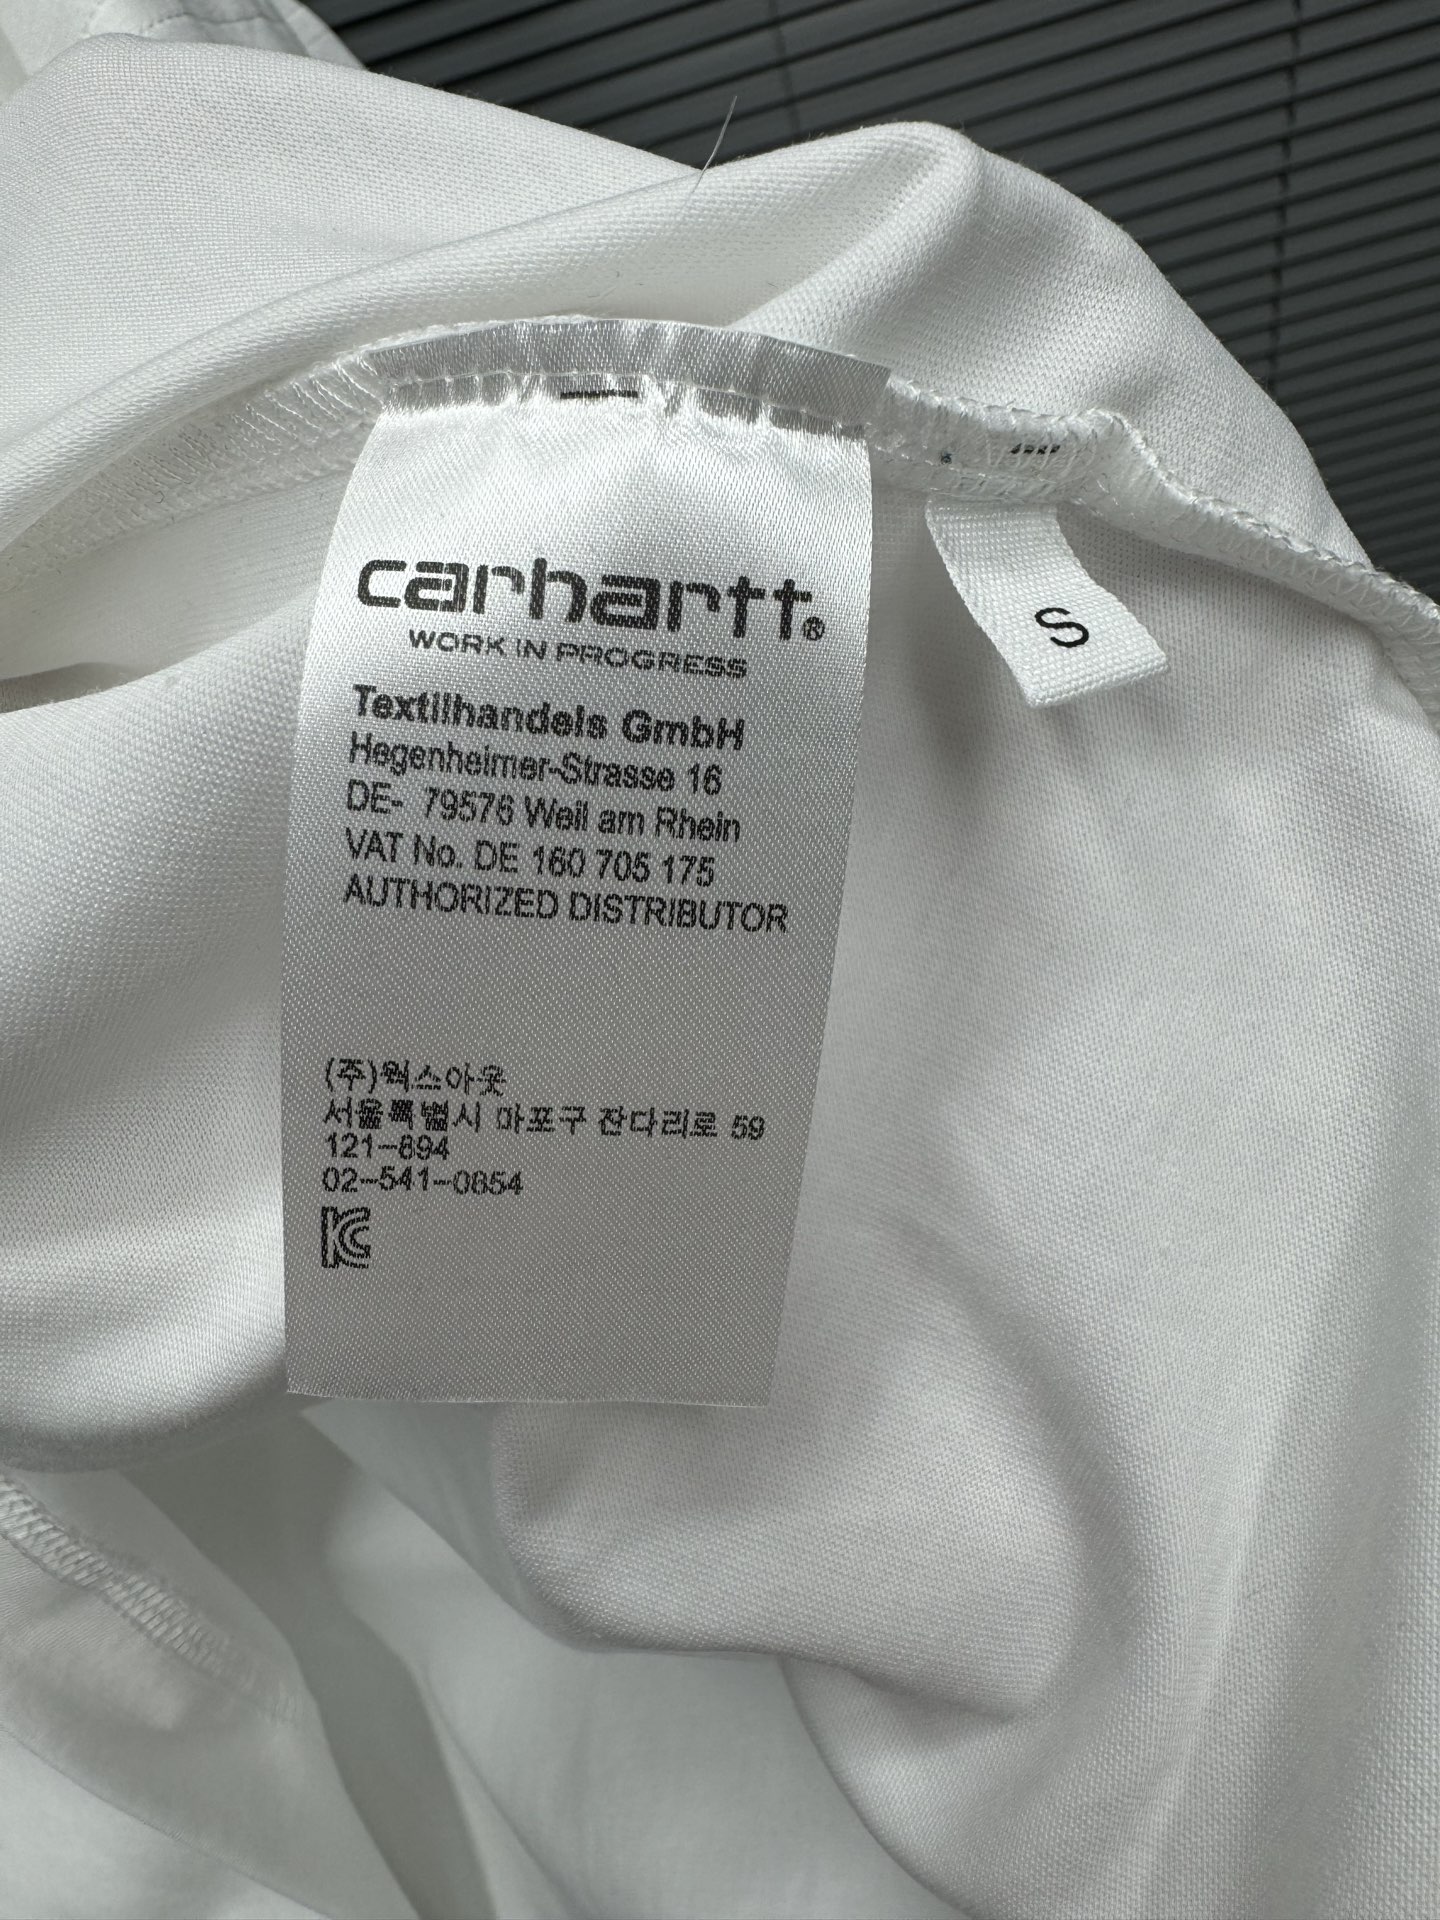 carhartt®
WORK IN PROGRESS
Textilhandels GmbH
Hegenheimer-Strasse 16
DE- 79576 Weil am Rhein
VAT No. DE 160 705 175
AUTHORIZED DISTRIBUTOR
(주)웍스아웃
서울특별시 마포구 잔다리로 59
121-894
02-541-0854
KC
S